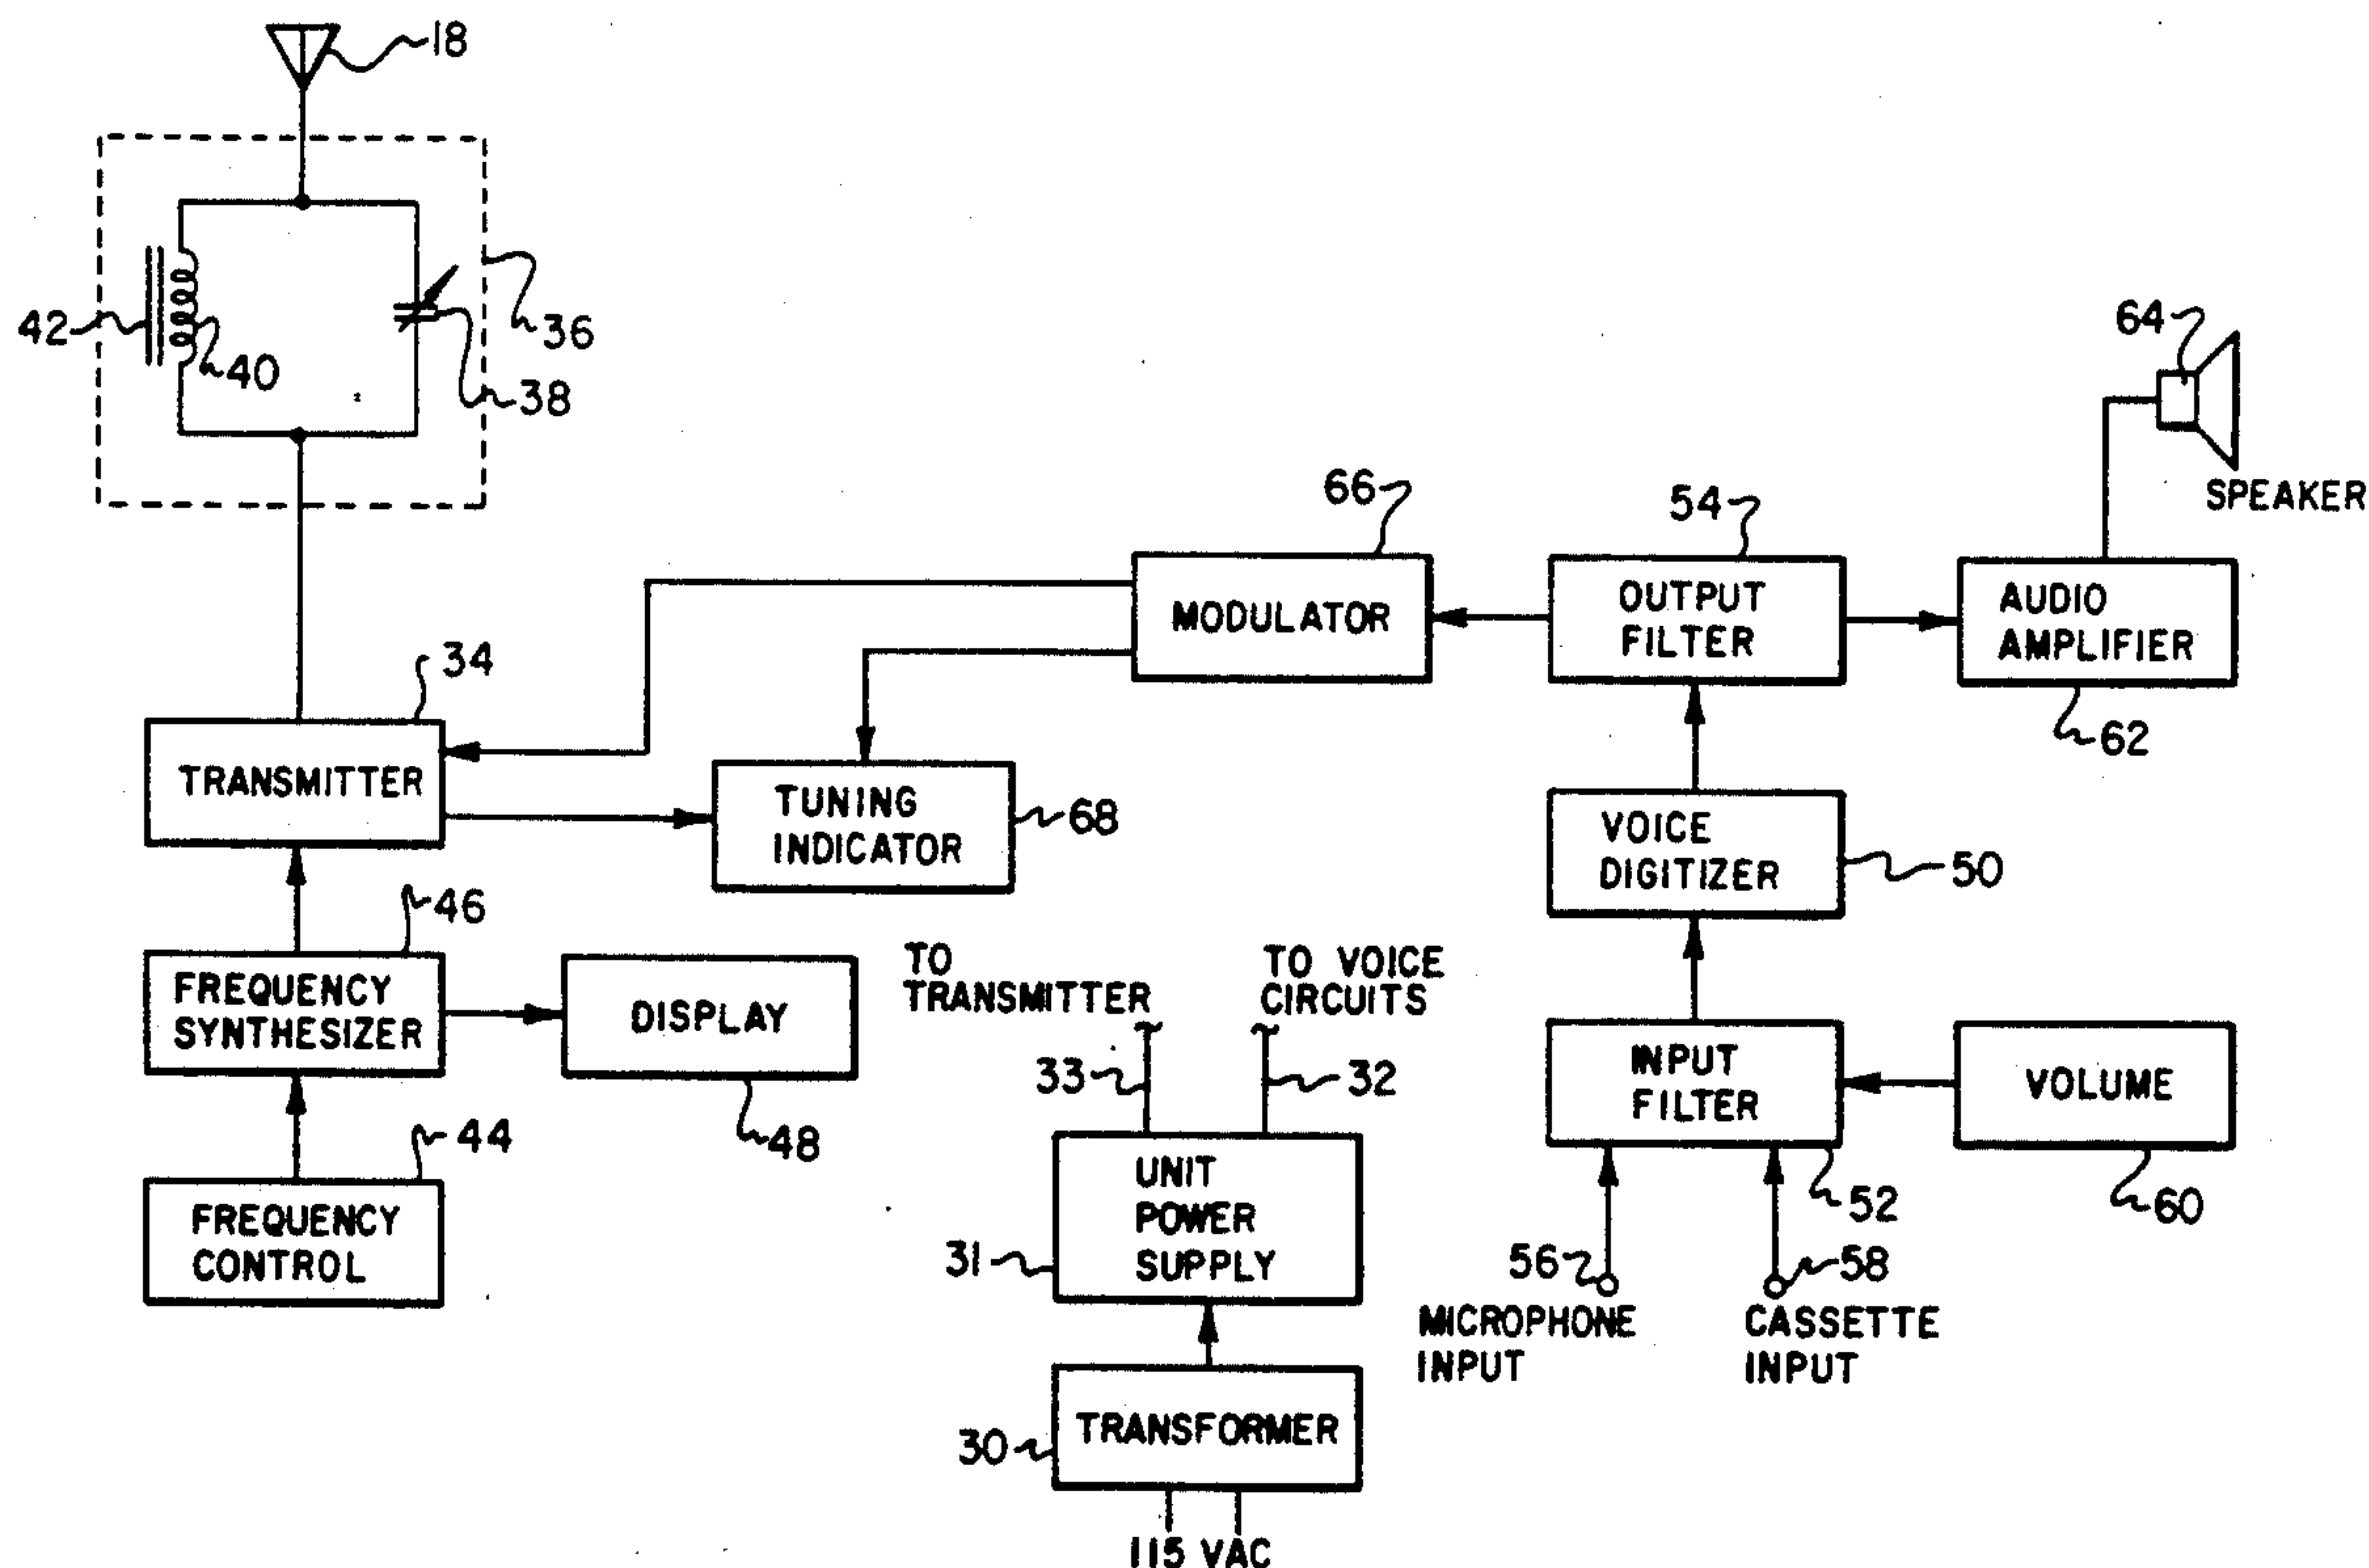 18
42
40
36
38
64
SPEAKER
66
54
MODULATOR
OUTPUT
FILTER
AUDIO
AMPLIFIER
62
34
TRANSMITTER
TUNING
INDICATOR
68
VOICE
DIGITIZER
50
46
FREQUENCY
SYNTHESIZER
DISPLAY
48
TO
TRANSMITTER
TO VOICE
CIRCUITS
33
32
INPUT
FILTER
VOLUME
52
60
44
FREQUENCY
CONTROL
UNIT
POWER
SUPPLY
31
56
MICROPHONE
INPUT
58
CASSETTE
INPUT
TRANSFORMER
30
115 VAC